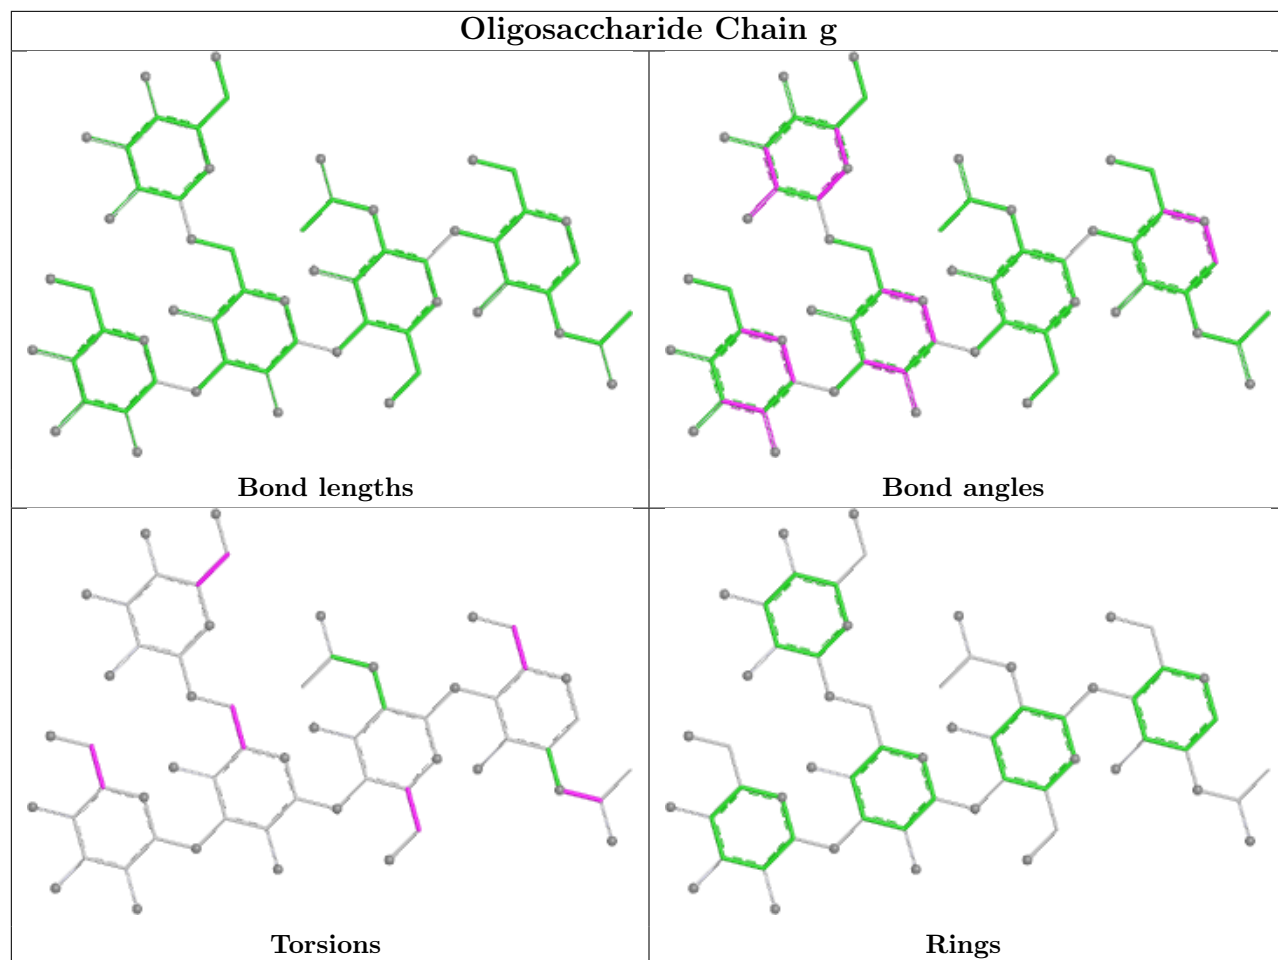 Oligosaccharide Chain g
Bond lengths
Bond angles
Torsions
Rings